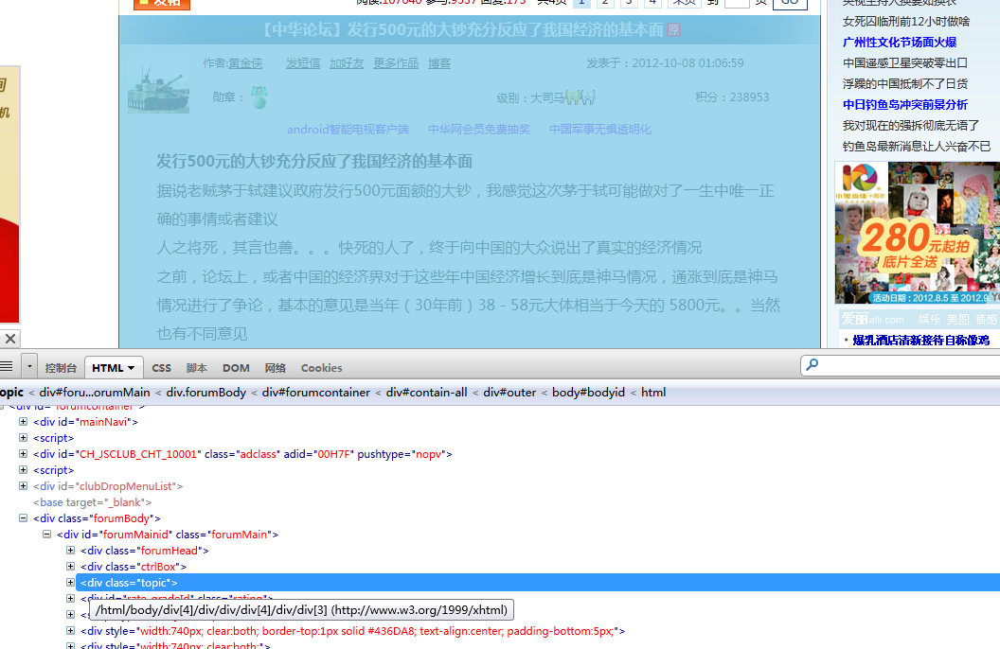 发帖
阅读:167640 参与:9537 回复:173 共4页 1 2 3 4 末页 到 页 GO
【中华论坛】发行500元的大钞充分反应了我国经济的基本面 原
作者:黄金侠 发短信 加好友 更多作品 博客 发表于：2012-10-08 01:06:59
勋章： 级别：大司马 积分：238953
android智能电视客户端 中华网会员免费抽奖 中国军事无惧透明化
发行500元的大钞充分反应了我国经济的基本面
据说老贼茅于轼建议政府发行500元面额的大钞，我感觉这次茅于轼可能做对了一生中唯一正
确的事情或者建议
人之将死，其言也善。。。快死的人了，终于向中国的大众说出了真实的经济情况
之前，论坛上，或者中国的经济界对于这些年中国经济增长到底是神马情况，通涨到底是神马
情况进行了争论，基本的意见是当年（30年前）38－58元大体相当于今天的 5800元。。当然
也有不同意见
机
央视主持人换妻如换衣
女死囚临刑前12小时做啥
广州性文化节场面火爆
中国遥感卫星突破零出口
浮躁的中国抵制不了日货
中日钓鱼岛冲突前景分析
我对现在的强拆彻底无语了
钓鱼岛最新消息让人兴奋不已
280元起拍
底片全送
活动日期：2012.8.5 至 2012.9.
爱丽aili.com 娱乐 美图 情感
· 爆乳酒店清新接待自称像鸡
控制台 HTML CSS 脚本 DOM 网络 Cookies
opic < div#foru...orumMain < div.forumBody < div#forumcontainer < div#contain-all < div#outer < body#bodyid < html
<div id="forumcontainer">
<div id="mainNavi">
<script>
<div id="CH_JSCLUB_CHT_10001" class="adclass" adid="00H7F" pushtype="nopv">
<script>
<div id="clubDropMenuList">
<base target="_blank">
<div class="forumBody">
<div id="forumMainid" class="forumMain">
<div class="forumHead">
<div class="ctrlBox">
<div class="topic">
<div id="rate_gradeId" class="rating">
/html/body/div[4]/div/div/div[4]/div/div[3] (http://www.w3.org/1999/xhtml)
<div style="width:740px; clear:both; border-top:1px solid #436DA8; text-align:center; padding-bottom:5px;">
<div style="width:740px; clear:both;">